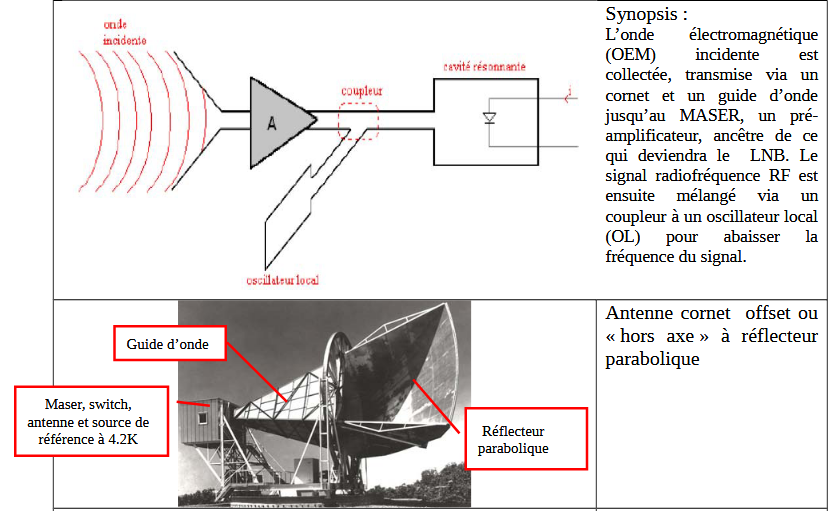 onde
incidente
A
coupleur
cavité résonnante
i
oscillateur local
Synopsis :
L’onde électromagnétique
(OEM) incidente est
collectée, transmise via un
cornet et un guide d’onde
jusqu’au MASER, un pré-
amplificateur, ancêtre de ce
qui deviendra le LNB. Le
signal radiofréquence RF est
ensuite mélangé via un
coupleur à un oscillateur local
(OL) pour abaisser la
fréquence du signal.
Guide d’onde
Maser, switch,
antenne et source de
référence à 4.2K
Réflecteur
parabolique
Antenne cornet offset ou
« hors axe » à réflecteur
parabolique